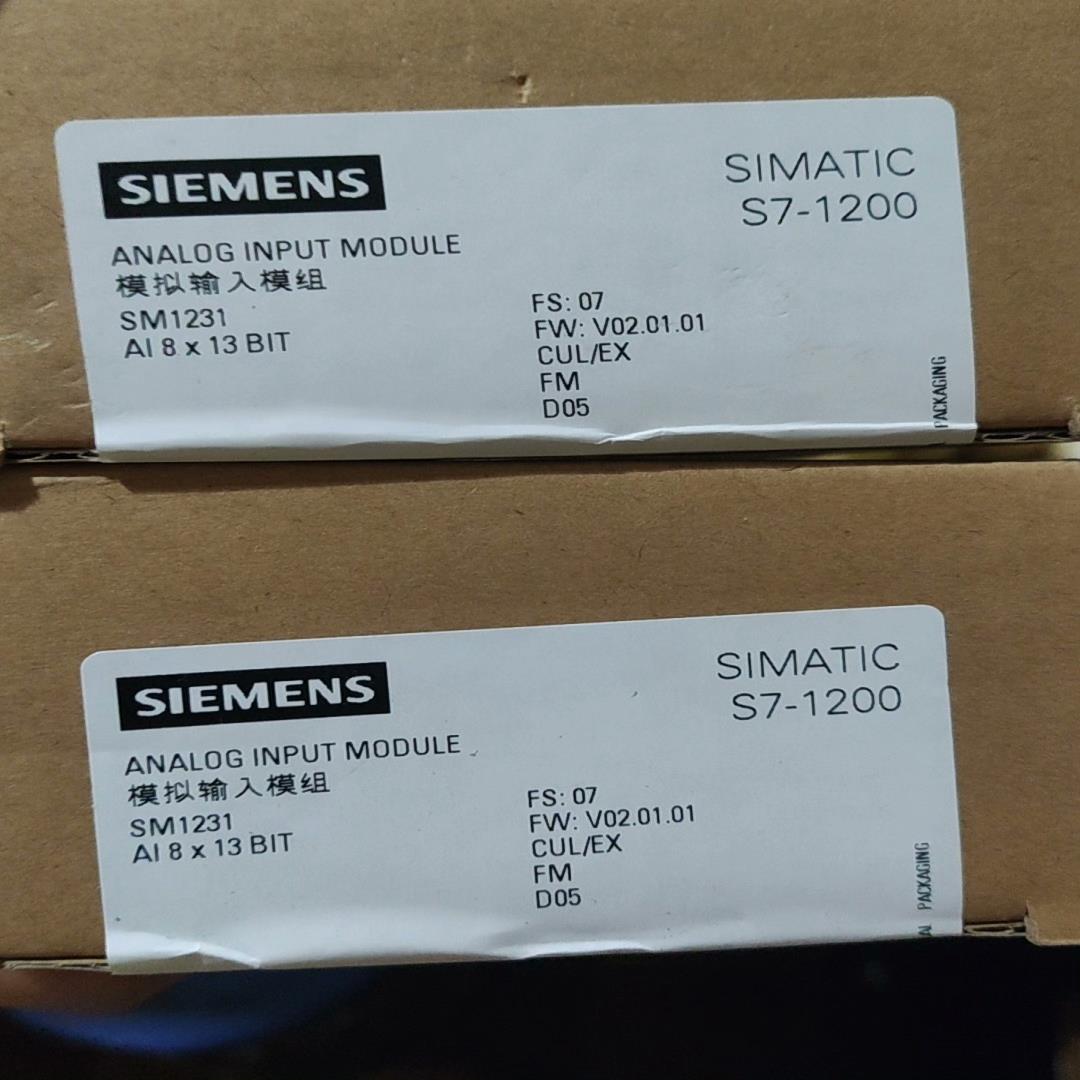 SIEMENS
SIMATIC
S7-1200
ANALOG INPUT MODULE
模拟输入模组
SM1231
AI 8 x 13 BIT
FS: 07
FW: V02.01.01
CUL/EX
FM
D05
PACKAGING
SIEMENS
SIMATIC
S7-1200
ANALOG INPUT MODULE
模拟输入模组
SM1231
AI 8 x 13 BIT
FS: 07
FW: V02.01.01
CUL/EX
FM
D05
PACKAGING